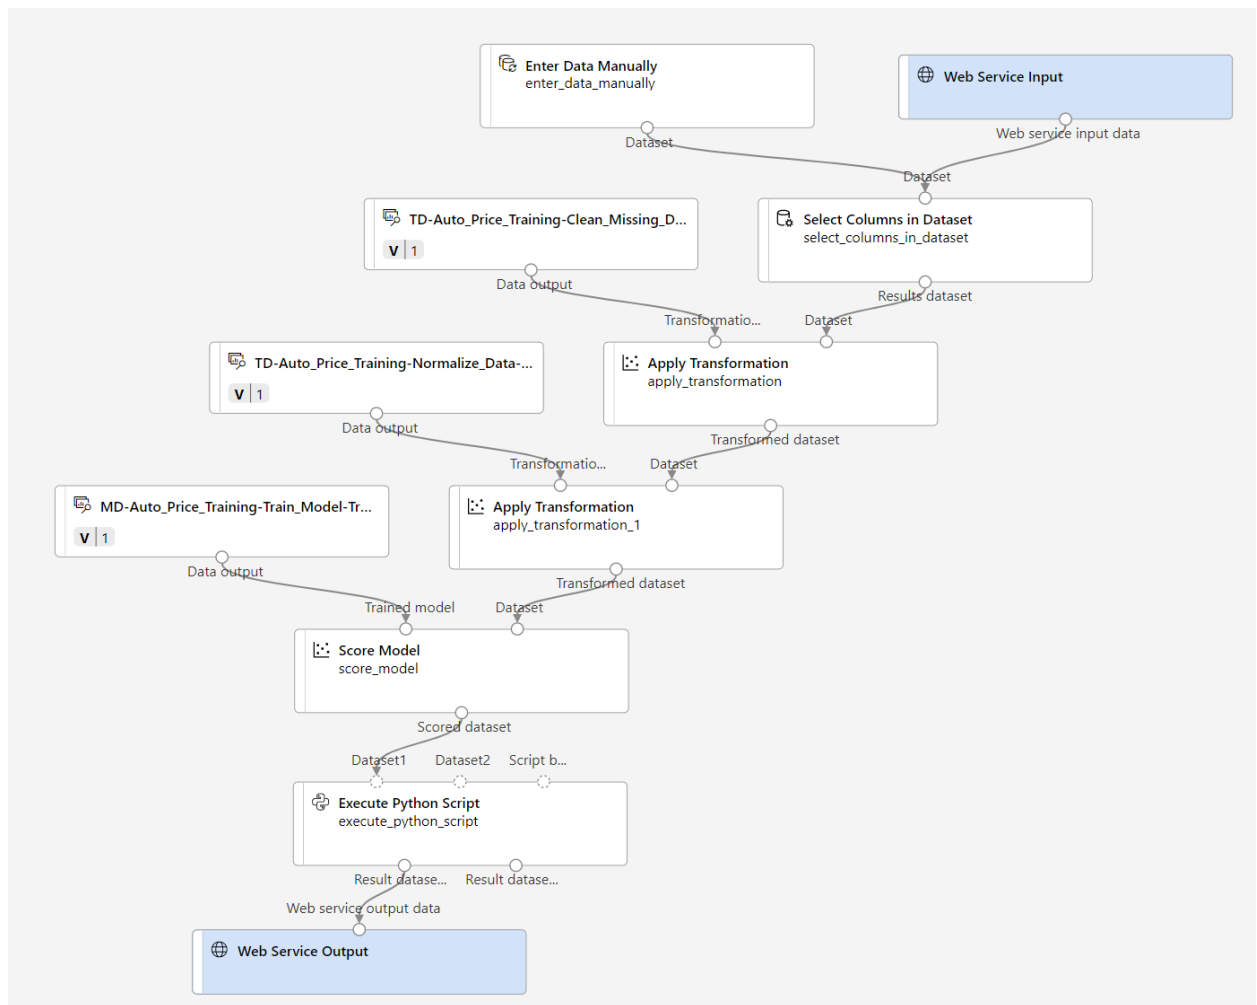 Enter Data Manually
enter_data_manually
Web Service Input
Dataset
Web service input data
Dataset
TD-Auto_Price_Training-Clean_Missing_D...
V 1
Select Columns in Dataset
select_columns_in_dataset
Data output
Results dataset
Transformatio...
Dataset
TD-Auto_Price_Training-Normalize_Data-...
V 1
Apply Transformation
apply_transformation
Data output
Transformed dataset
Transformatio...
Dataset
MD-Auto_Price_Training-Train_Model-Tr...
V 1
Apply Transformation
apply_transformation_1
Data output
Transformed dataset
Trained model
Dataset
Score Model
score_model
Scored dataset
Dataset1
Dataset2
Script b...
Execute Python Script
execute_python_script
Result datase...
Result datase...
Web service output data
Web Service Output